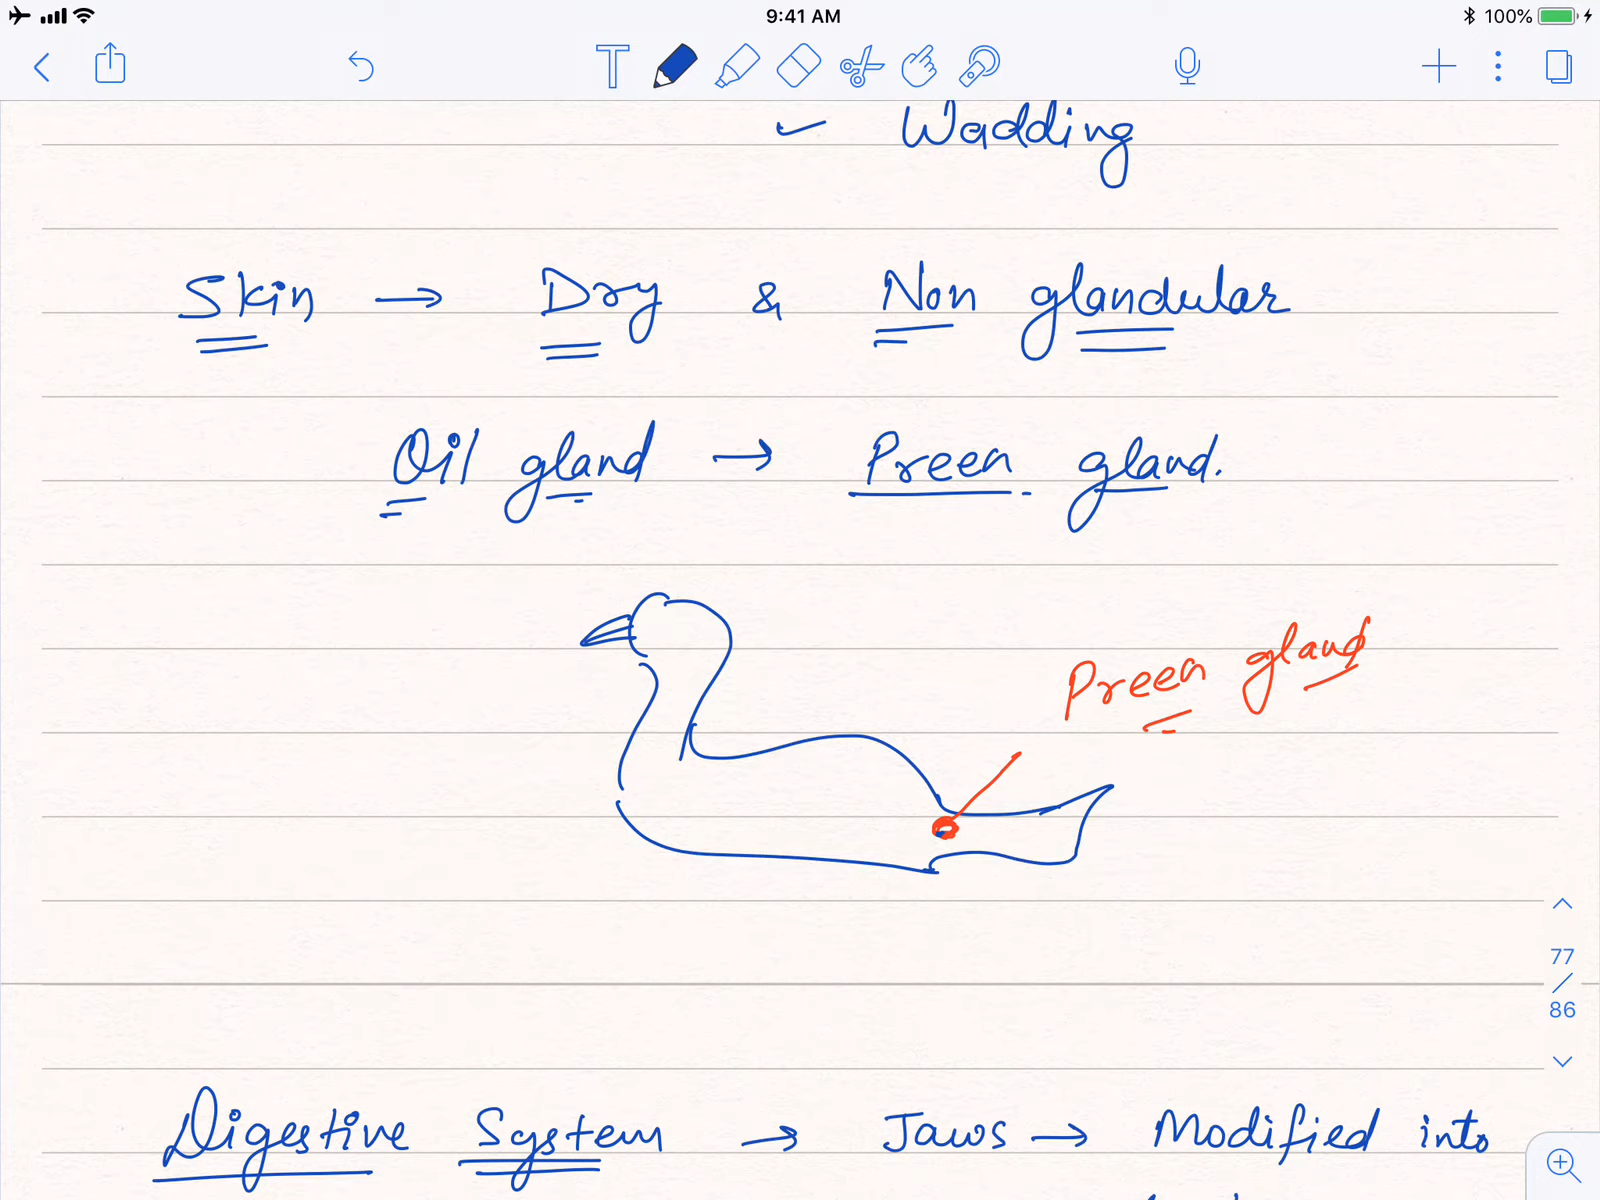 9:41 AM
100%
T
✓ Wadding
Skin → Dry & Non glandular
Oil gland → Preen gland.
Preen gland
77
/
86
Digestive System → Jaws → Modified into